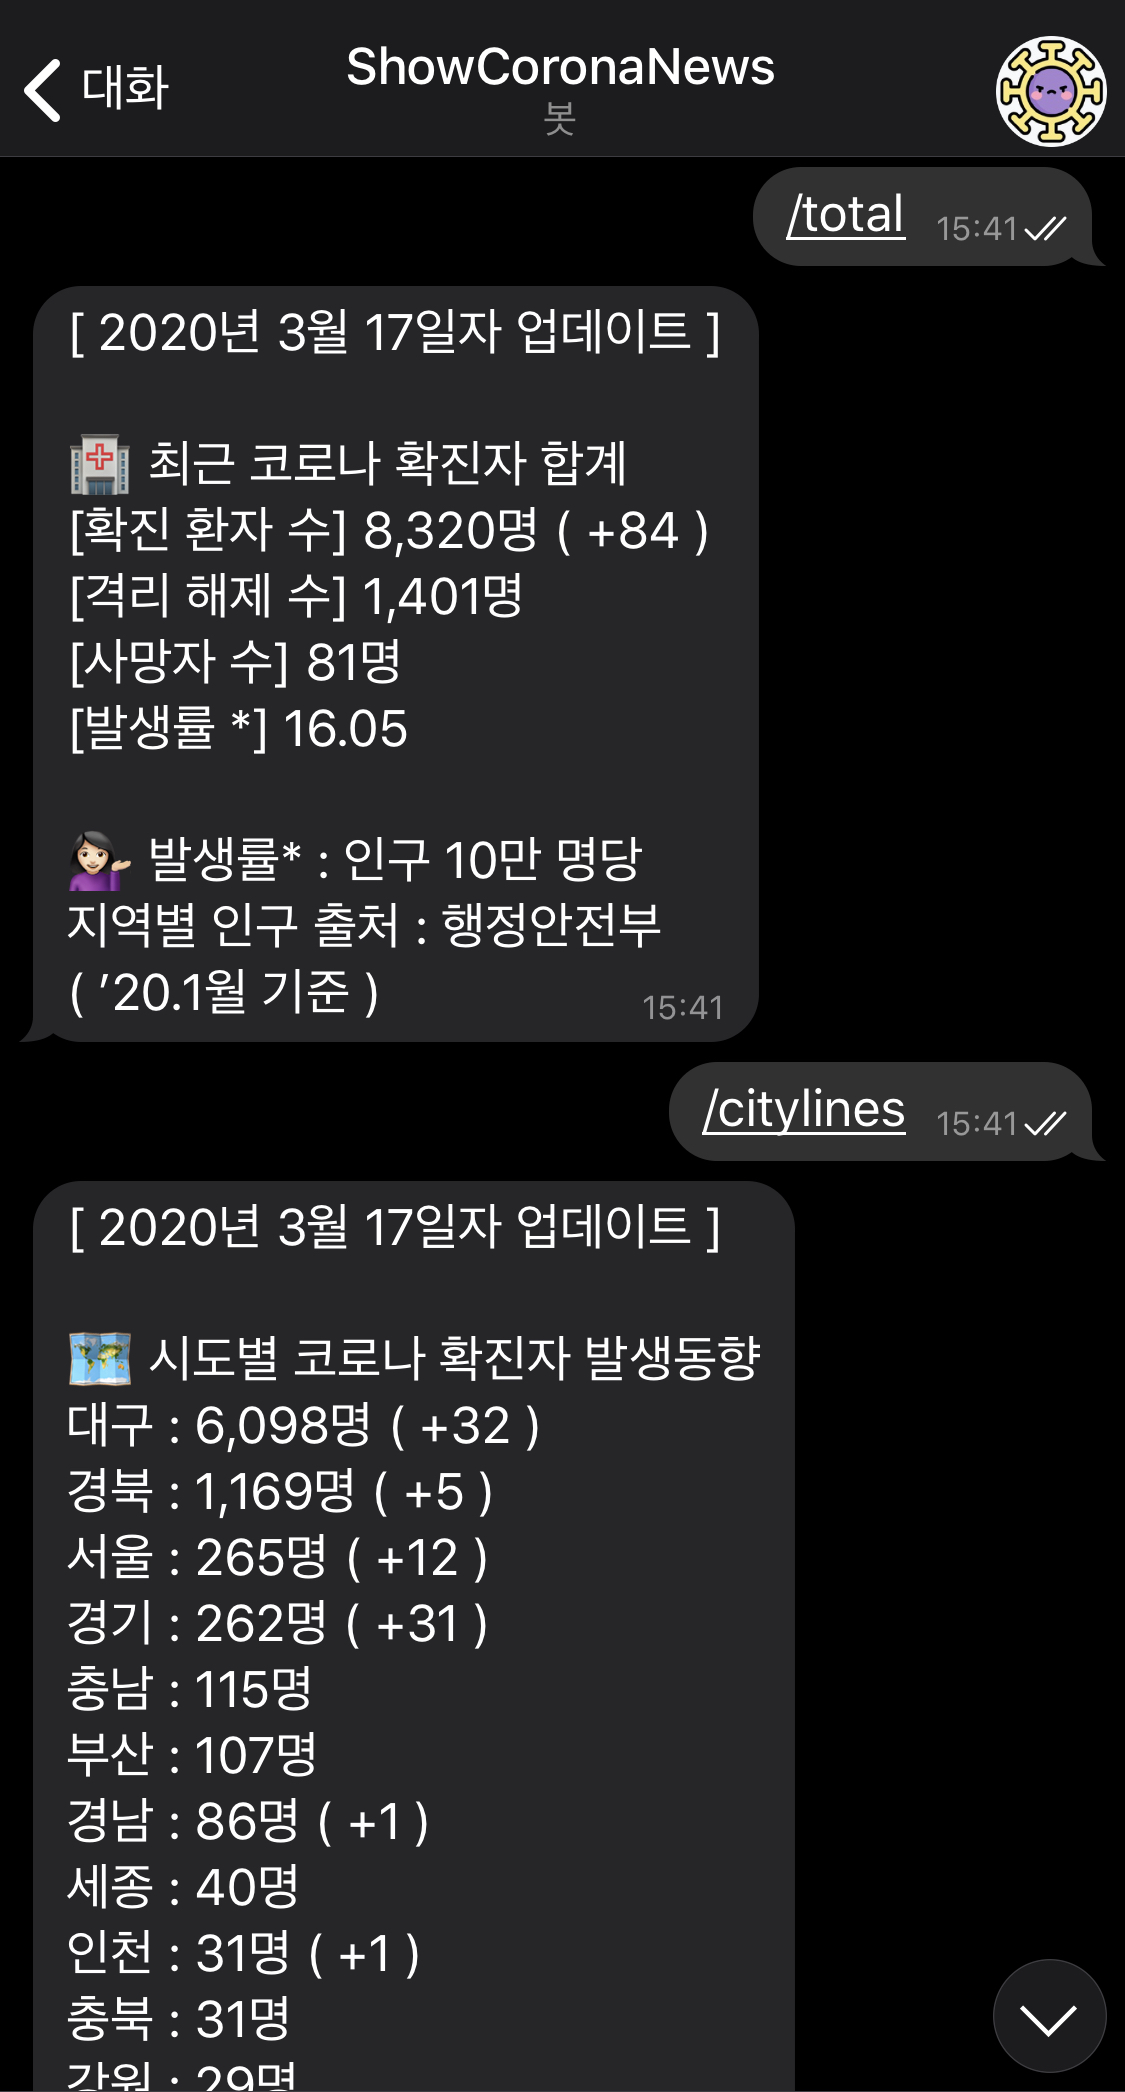 대화
ShowCoronaNews
봇
/total 15:41
[ 2020년 3월 17일자 업데이트 ]
최근 코로나 확진자 합계
[확진 환자 수] 8,320명 ( +84 )
[격리 해제 수] 1,401명
[사망자 수] 81명
[발생률 *] 16.05
발생률* : 인구 10만 명당
지역별 인구 출처 : 행정안전부
( ’20.1월 기준 )
15:41
/citylines 15:41
[ 2020년 3월 17일자 업데이트 ]
시도별 코로나 확진자 발생동향
대구 : 6,098명 ( +32 )
경북 : 1,169명 ( +5 )
서울 : 265명 ( +12 )
경기 : 262명 ( +31 )
충남 : 115명
부산 : 107명
경남 : 86명 ( +1 )
세종 : 40명
인천 : 31명 ( +1 )
충북 : 31명
강원 : 29명